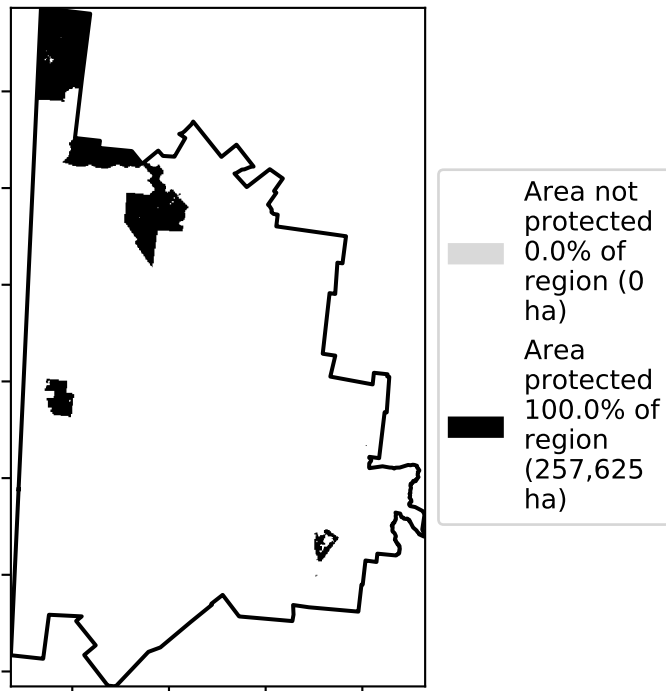 Area not
protected
0.0% of
region (0
ha)
Area
protected
100.0% of
region
(257,625
ha)